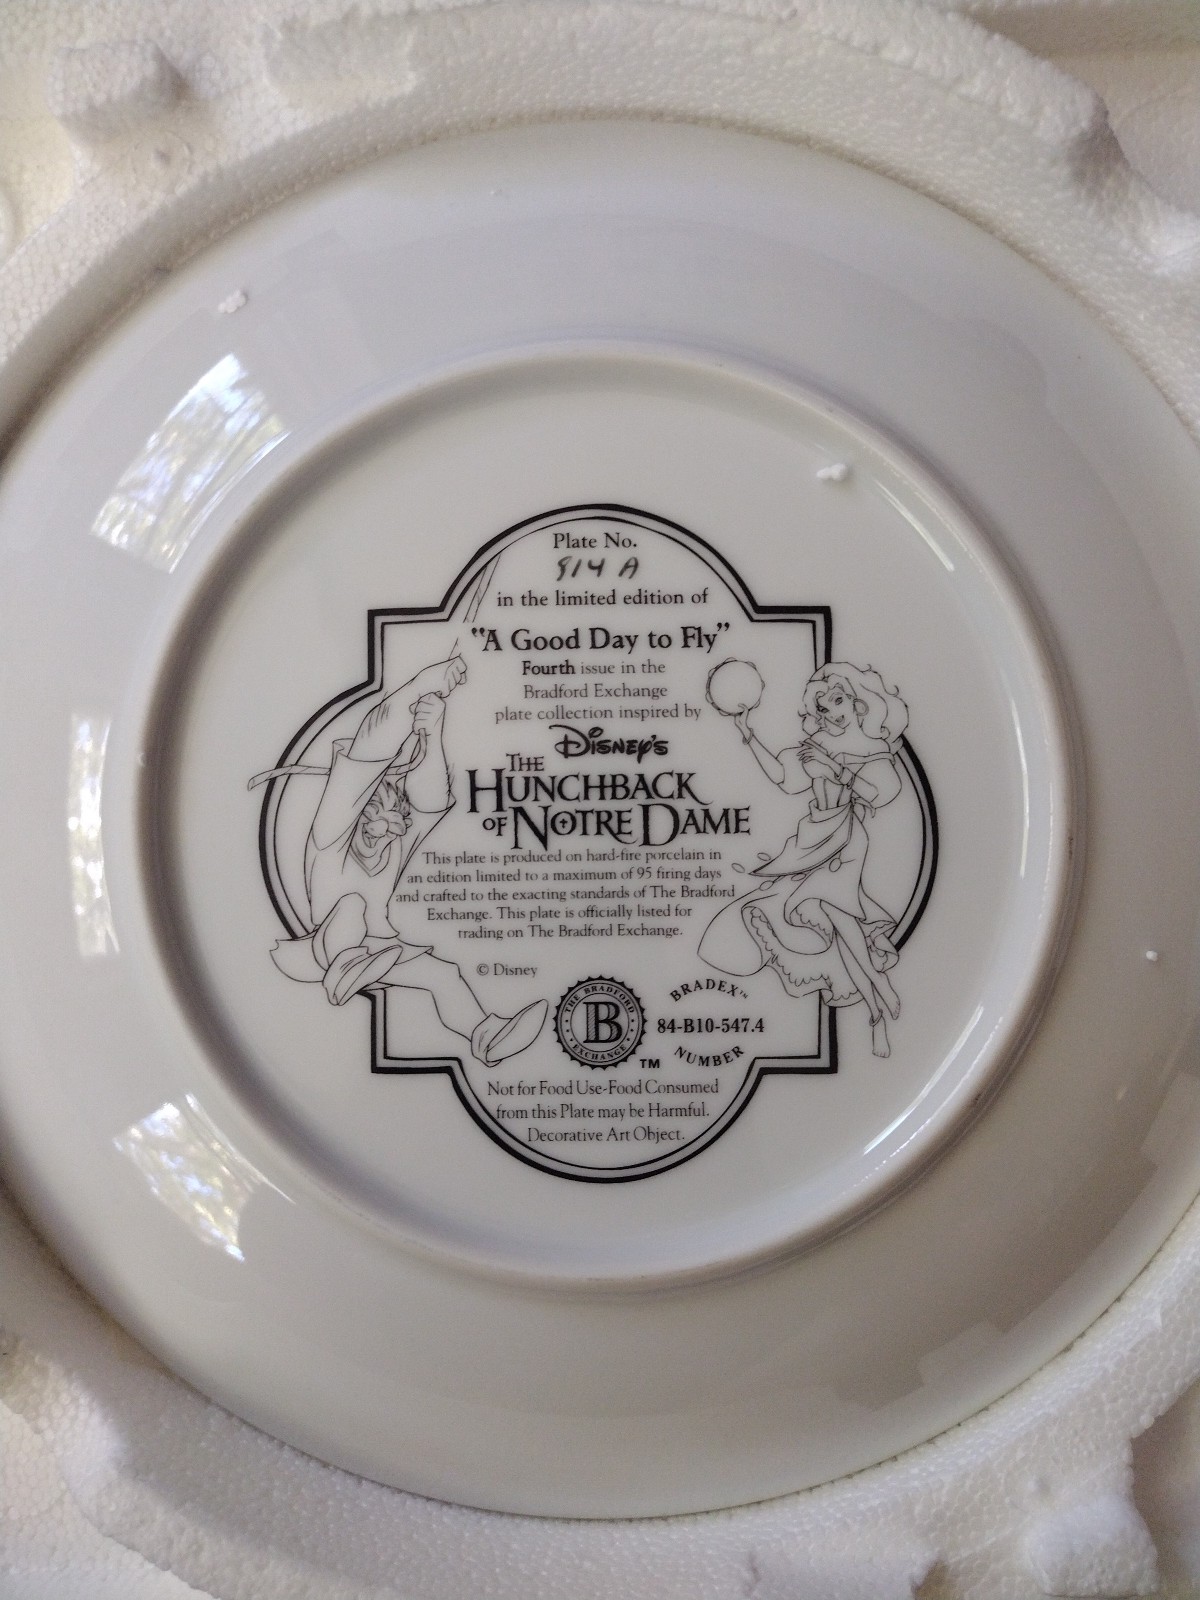 Plate No.
914 A
in the limited edition of
"A Good Day to Fly"
Fourth issue in the
Bradford Exchange
plate collection inspired by
Disney's
The
Hunchback
of Notre Dame
This plate is produced on hard-fire porcelain in
an edition limited to a maximum of 95 firing days
and crafted to the exacting standards of The Bradford
Exchange. This plate is officially listed for
trading on The Bradford Exchange.
© Disney
THE BRADFORD
B
EXCHANGE
TM
BRADEX™
84-B10-547.4
NUMBER
Not for Food Use-Food Consumed
from this Plate may be Harmful.
Decorative Art Object.